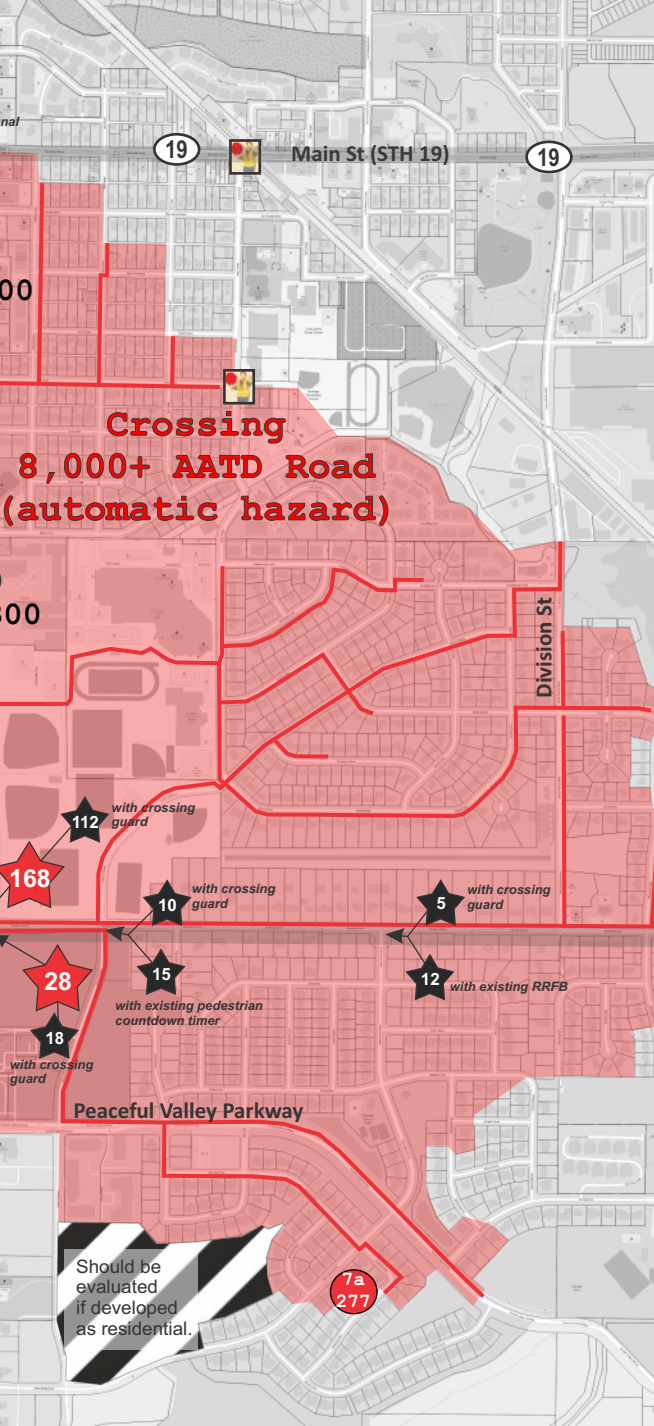 nal
19
Main St (STH 19)
19
00
Crossing
8,000+ AATD Road
(automatic hazard)
300
Division St
112
with crossing
guard
168
10
with crossing
guard
5
with crossing
guard
28
15
with existing pedestrian
countdown timer
12
with existing RRFB
18
with crossing
guard
Peaceful Valley Parkway
Should be
evaluated
if developed
as residential.
7a
277